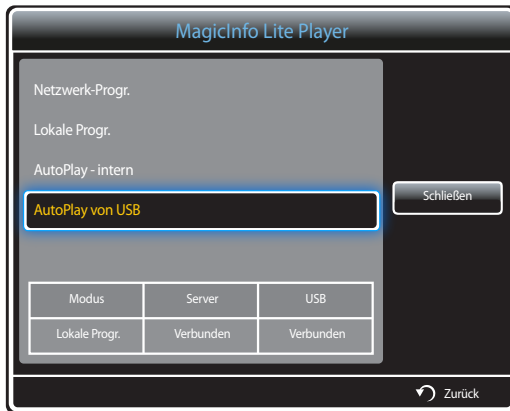 MagicInfo Lite Player
Netzwerk-Progr.
Lokale Progr.
AutoPlay - intern
AutoPlay von USB
Schließen
Modus Server USB
Lokale Progr. Verbunden Verbunden
Zurück